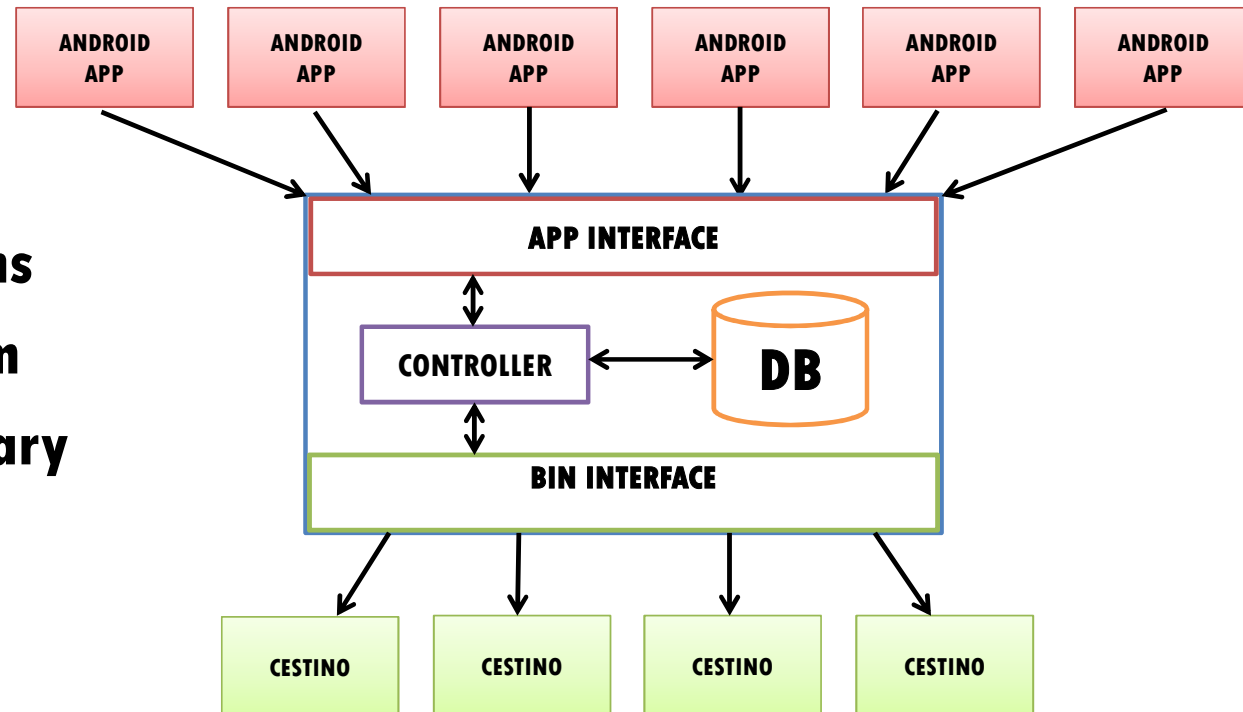 ANDROID
APP
ANDROID
APP
ANDROID
APP
ANDROID
APP
ANDROID
APP
ANDROID
APP
APP INTERFACE
CONTROLLER
DB
BIN INTERFACE
CESTINO
CESTINO
CESTINO
CESTINO